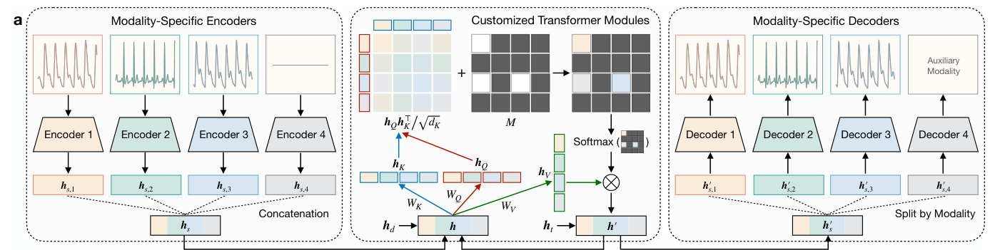 a
Modality-Specific Encoders
Encoder 1
Encoder 2
Encoder 3
Encoder 4
h_{s,1}
h_{s,2}
h_{s,3}
h_{s,4}
Concatenation
h_s
Customized Transformer Modules
+
M
h_Q h_K^⊤/√d_K
Softmax ( )
h_K
h_Q
h_V
W_K
W_Q
W_V
h_d
h
h_t
h′
Modality-Specific Decoders
Auxiliary
Modality
Decoder 1
Decoder 2
Decoder 3
Decoder 4
h′_{s,1}
h′_{s,2}
h′_{s,3}
h′_{s,4}
Split by Modality
h′_s